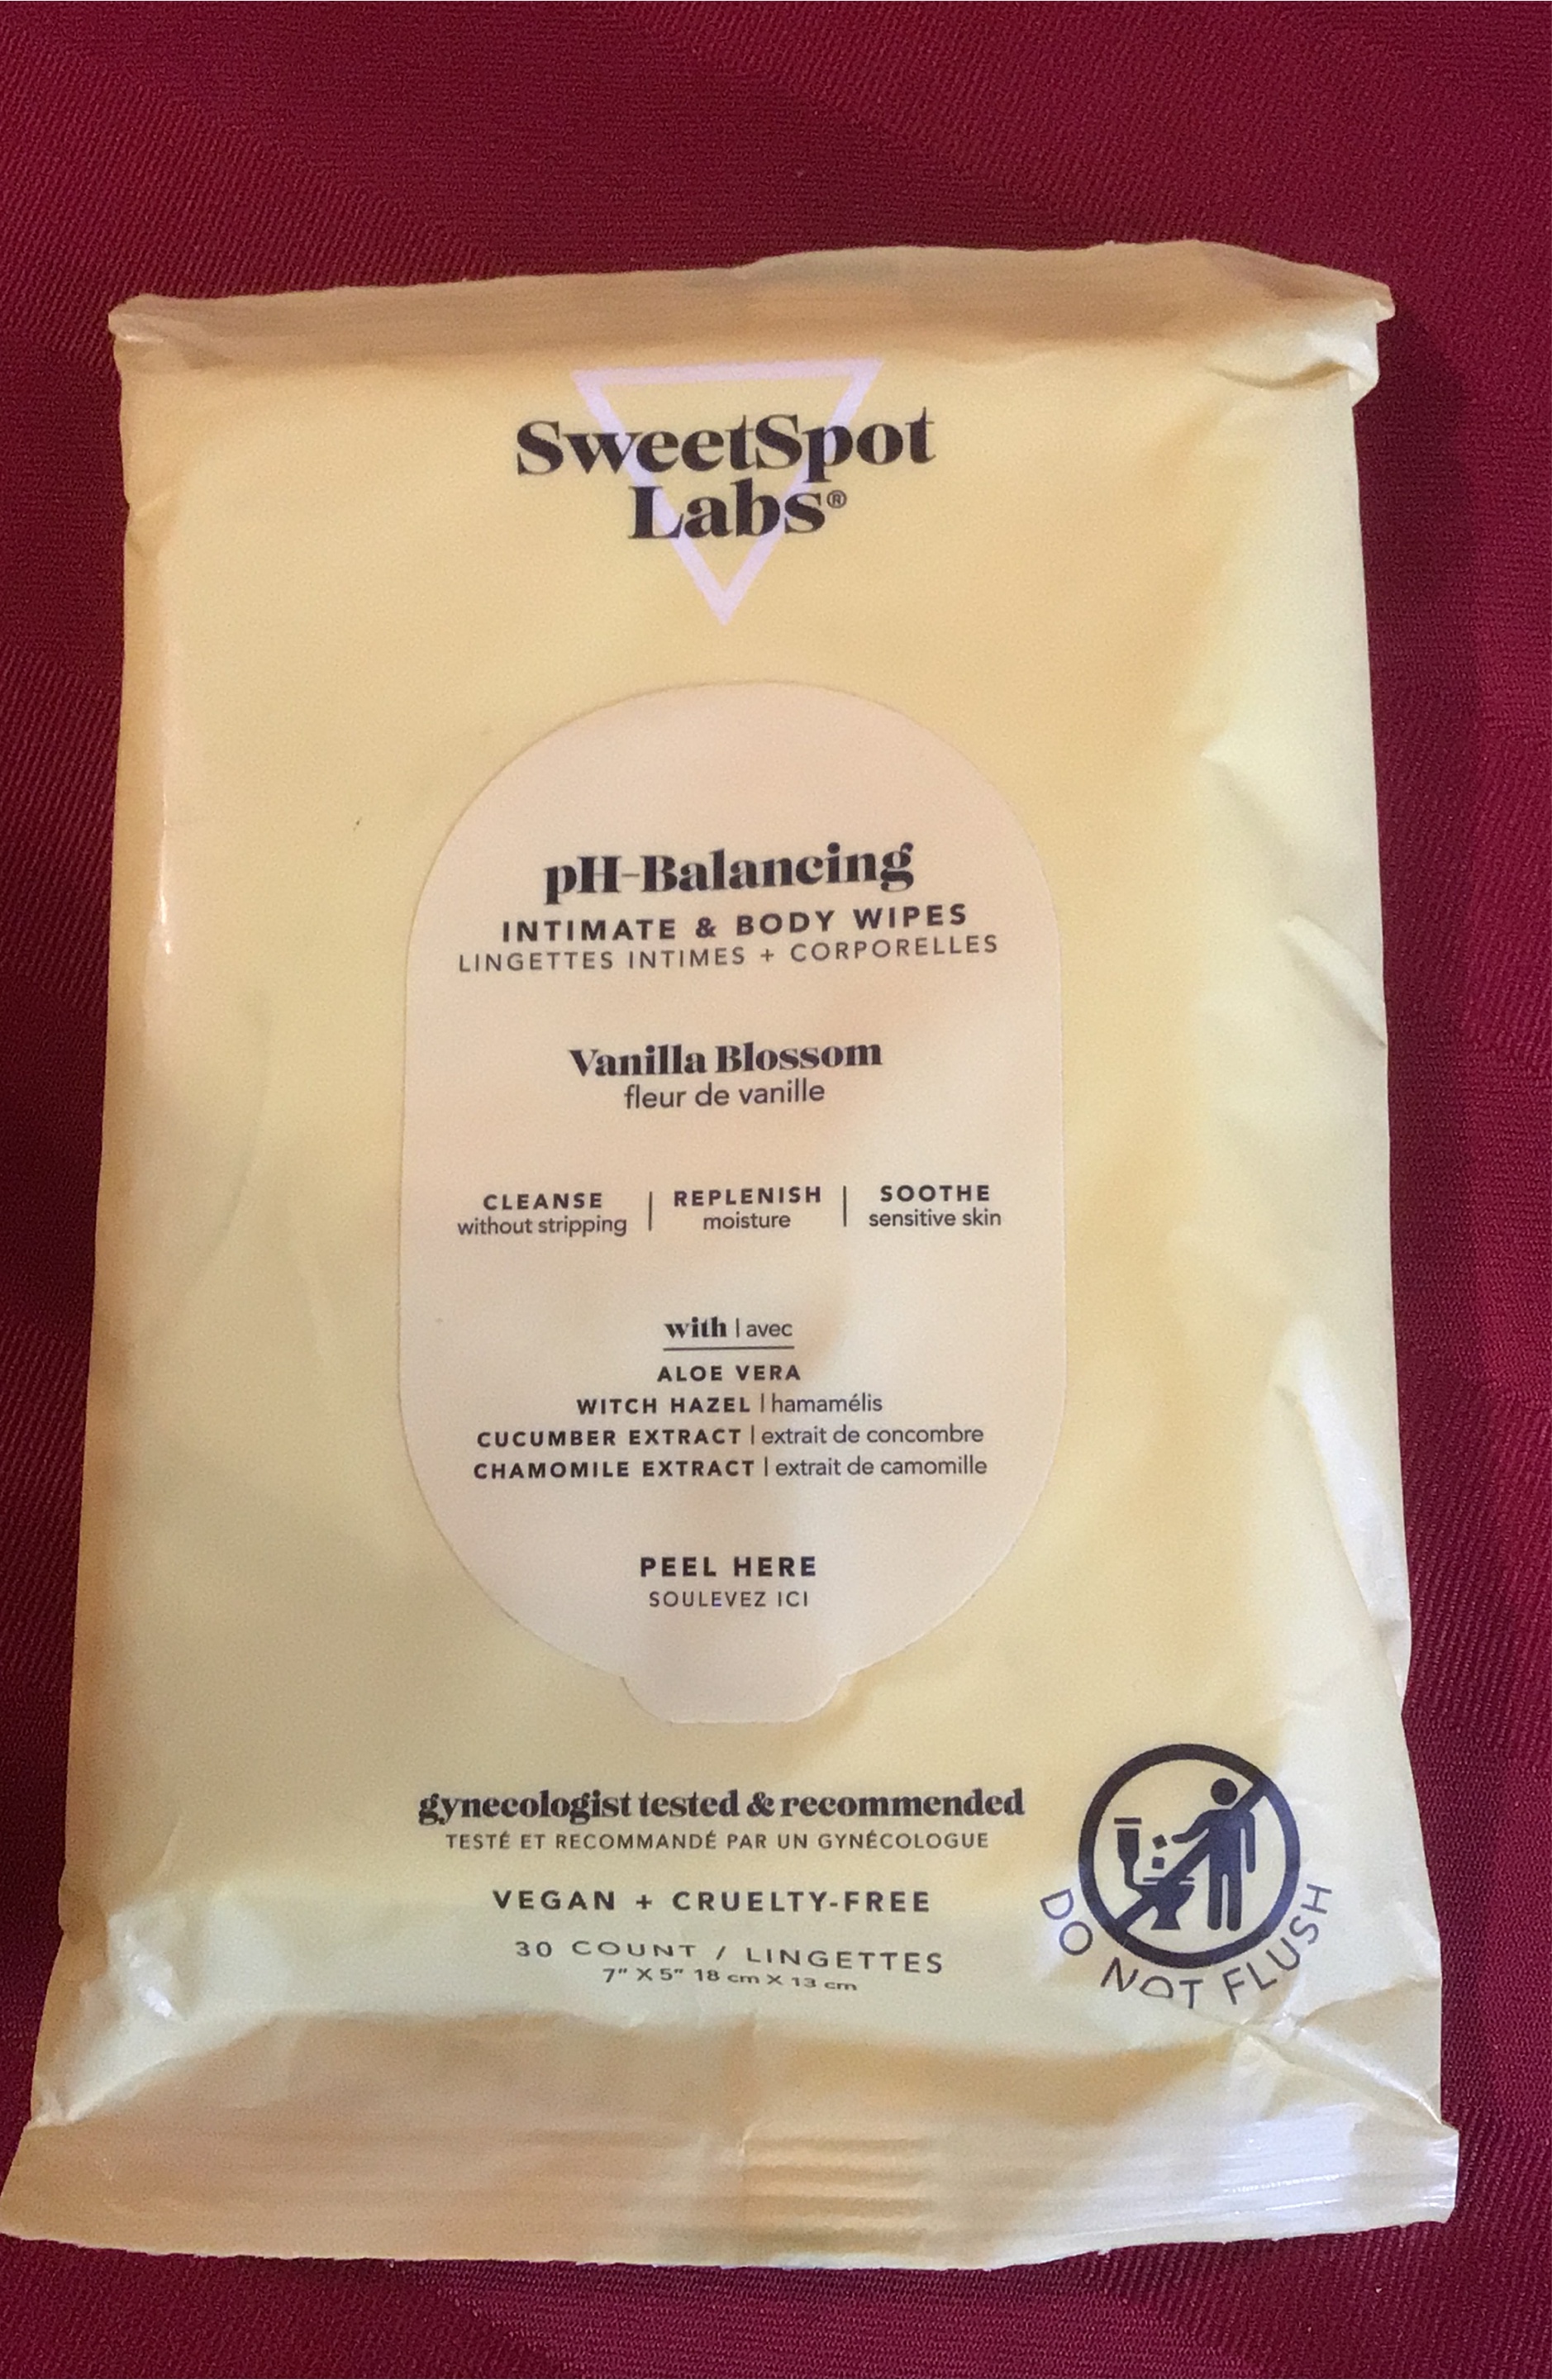 SweetSpot
Labs®
pH-Balancing
INTIMATE & BODY WIPES
LINGETTES INTIMES + CORPORELLES
Vanilla Blossom
fleur de vanille
CLEANSE | REPLENISH | SOOTHE
without stripping | moisture | sensitive skin
with | avec
ALOE VERA
WITCH HAZEL | hamamélis
CUCUMBER EXTRACT | extrait de concombre
CHAMOMILE EXTRACT | extrait de camomille
PEEL HERE
SOULEVEZ ICI
gynecologist tested & recommended
TESTÉ ET RECOMMANDÉ PAR UN GYNÉCOLOGUE
VEGAN + CRUELTY-FREE
30 COUNT / LINGETTES
7" X 5" 18 cm X 13 cm
DO NOT FLUSH